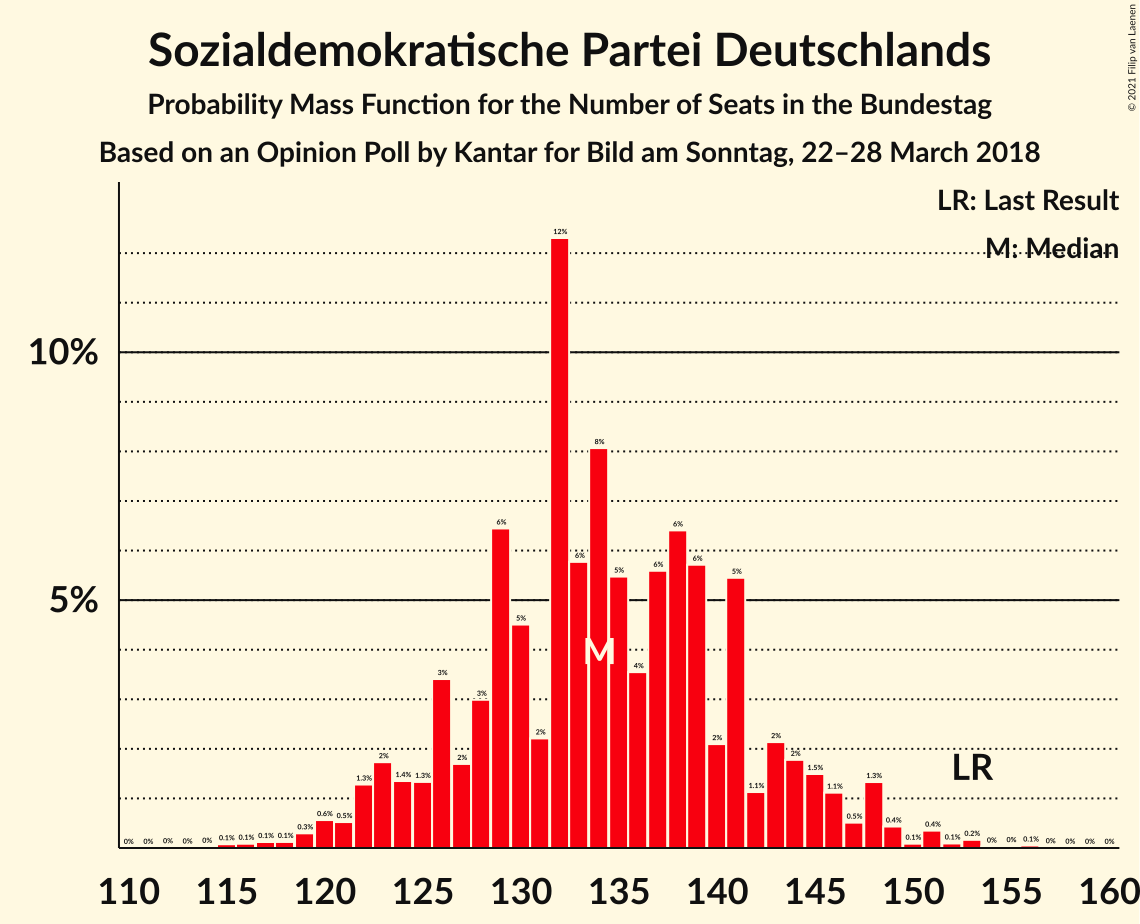 Sozialdemokratische Partei Deutschlands
Probability Mass Function for the Number of Seats in the Bundestag
Based on an Opinion Poll by Kantar for Bild am Sonntag, 22–28 March 2018
© 2021 Filip van Laenen
LR: Last Result
M: Median
10%
5%
0% 0% 0% 0% 0% 0.1% 0.1% 0.1% 0.1% 0.3% 0.6% 0.5% 1.3% 2% 1.4% 1.3% 3% 2% 3% 6% 5% 2% 12% 6% 8% 5% 4% 6% 6% 6% 2% 5% 1.1% 2% 2% 1.5% 1.1% 0.5% 1.3% 0.4% 0.1% 0.4% 0.1% 0.2% 0% 0% 0.1% 0% 0% 0% 0%
M
LR
110 115 120 125 130 135 140 145 150 155 160